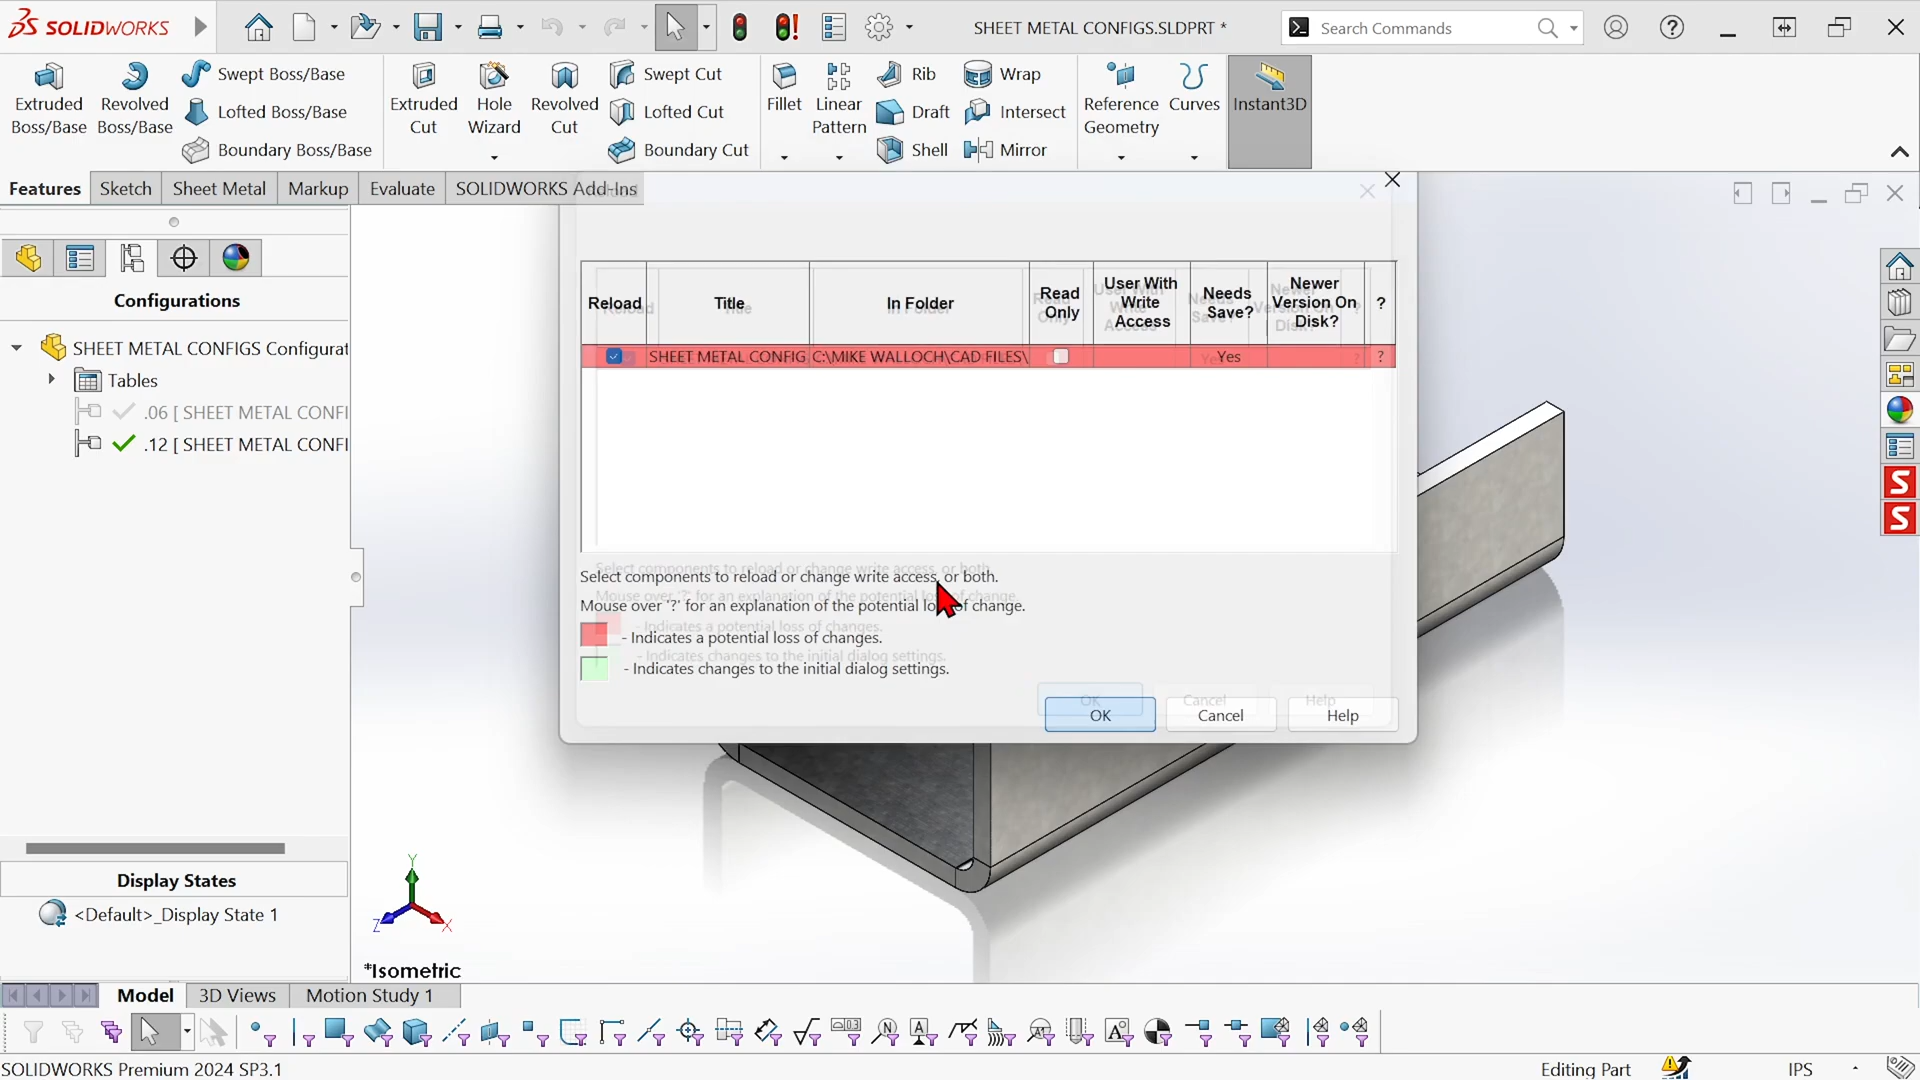 SOLIDWORKS
SHEET METAL CONFIGS.SLDPRT *
Search Commands
Extruded Boss/Base
Revolved Boss/Base
Swept Boss/Base
Lofted Boss/Base
Boundary Boss/Base
Extruded Cut
Hole Wizard
Revolved Cut
Swept Cut
Lofted Cut
Boundary Cut
Fillet
Linear Pattern
Rib
Draft
Shell
Wrap
Intersect
Mirror
Reference Geometry
Curves
Instant3D
Features
Sketch
Sheet Metal
Markup
Evaluate
SOLIDWORKS Add-Ins
Configurations
SHEET METAL CONFIGS Configurat
Tables
.06 [ SHEET METAL CONFI
.12 [ SHEET METAL CONFI
Reload
Title
In Folder
Read Only
User With Write Access
Needs Save?
Newer Version On Disk?
?
SHEET METAL CONFIG
C:\MIKE WALLOCH\CAD FILES\
Yes
?
Select components to reload or change write access, or both.
Mouse over '?' for an explanation of the potential loss of change.
- Indicates a potential loss of changes.
- Indicates changes to the initial dialog settings.
OK
Cancel
Help
Display States
<Default>_Display State 1
Y
Z
X
*Isometric
Model
3D Views
Motion Study 1
SOLIDWORKS Premium 2024 SP3.1
Editing Part
IPS